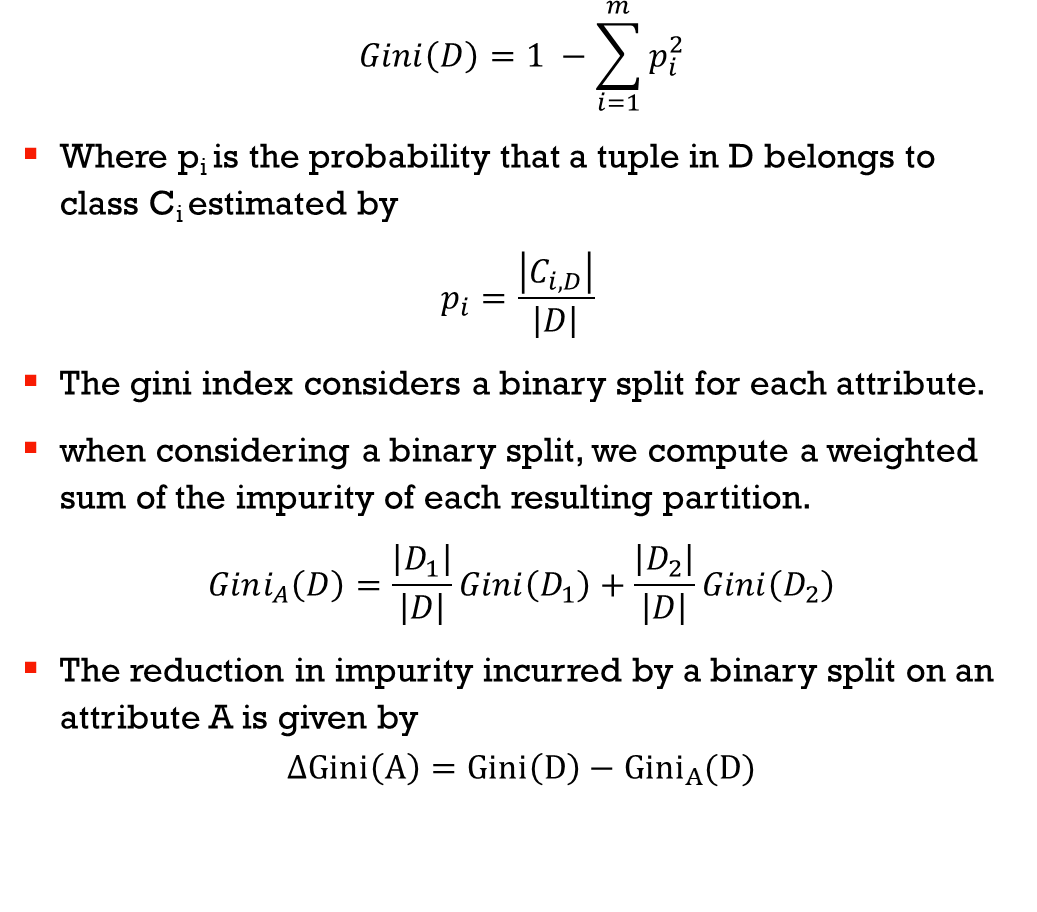 Gini(D) = 1 − ∑_{i=1}^{m} p_i^2
▪ Where p_i is the probability that a tuple in D belongs to
class C_i estimated by
p_i = |C_{i,D}| / |D|
▪ The gini index considers a binary split for each attribute.
▪ when considering a binary split, we compute a weighted
sum of the impurity of each resulting partition.
Gini_A(D) = |D_1| / |D| Gini(D_1) + |D_2| / |D| Gini(D_2)
▪ The reduction in impurity incurred by a binary split on an
attribute A is given by
ΔGini(A) = Gini(D) − Gini_A(D)